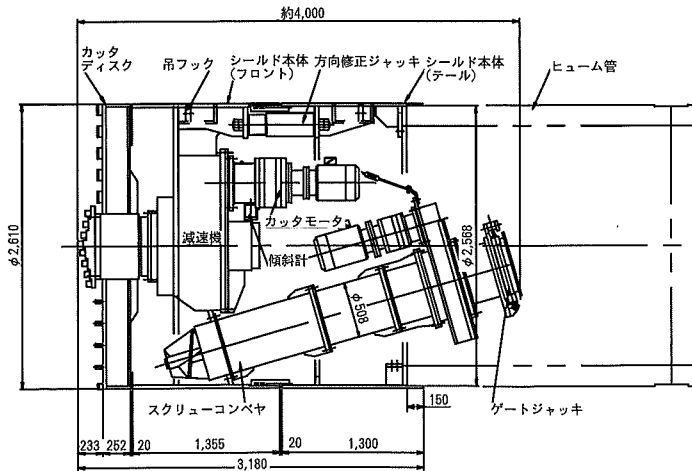 約4,000
カッタ
ディスク
吊フック
シールド本体
(フロント)
方向修正ジャッキ
シールド本体
(テール)
ヒューム管
φ2,610
減速機
カッタモータ
傾斜計
φ508
φ2,568
スクリューコンベヤ
150
ゲートジャッキ
233 252 20 1,355 20 1,300
3,180